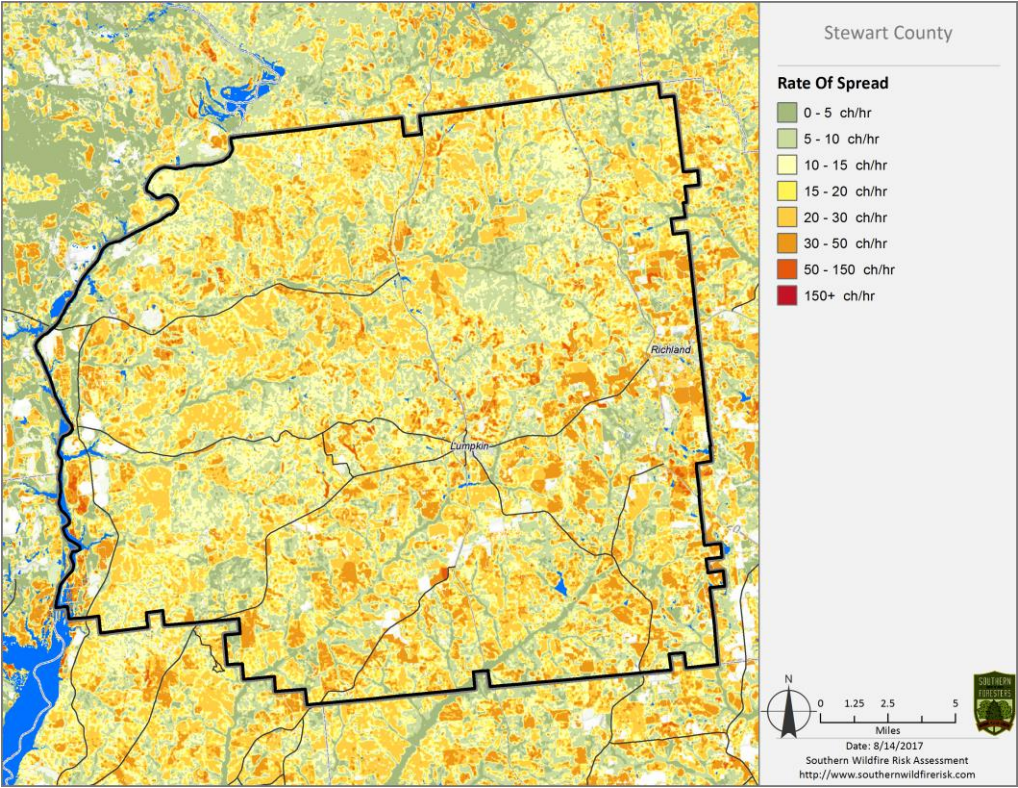 Stewart County
Rate Of Spread
0 - 5 ch/hr
5 - 10 ch/hr
10 - 15 ch/hr
15 - 20 ch/hr
20 - 30 ch/hr
30 - 50 ch/hr
50 - 150 ch/hr
150+ ch/hr
Richland
Lumpkin
N
0 1.25 2.5 5
Miles
SOUTHERN
FORESTERS
Date: 8/14/2017
Southern Wildfire Risk Assessment
http://www.southernwildfirerisk.com